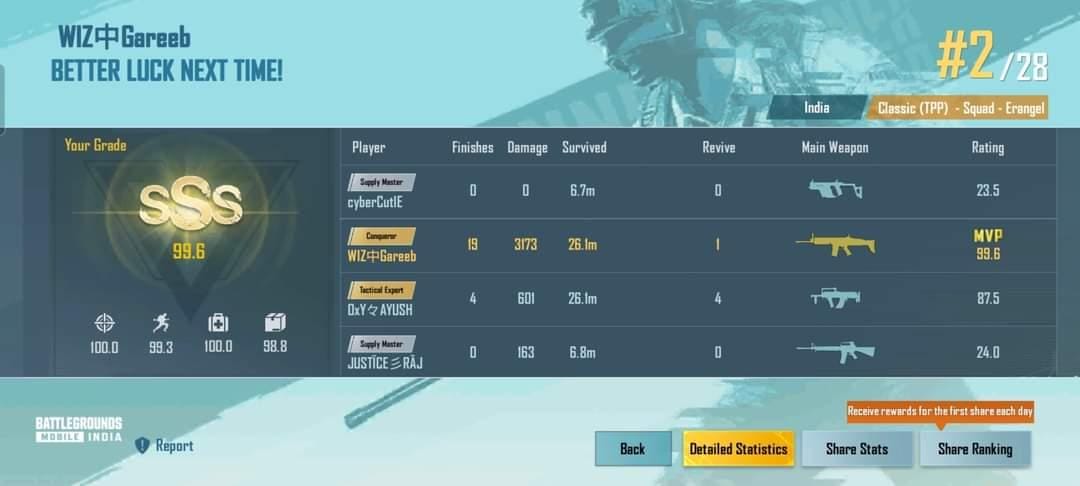 WIZ中Gareeb
BETTER LUCK NEXT TIME!
#2/28
India
Classic (TPP) - Squad - Erangel
Your Grade
SSS
99.6
100.0 99.3 100.0 98.8
Player Finishes Damage Survived Revive Main Weapon Rating
Supply Master
cyberCutIE 0 0 6.7m 0 23.5
Conqueror
WIZ中Gareeb 19 3173 26.1m 1 MVP 99.6
Tactical Expert
OxY々AYUSH 4 601 26.1m 4 87.5
Supply Master
JUSTĪCE彡RĀJ 0 163 6.8m 0 24.0
Receive rewards for the first share each day
BATTLEGROUNDS
MOBILE INDIA
Report
Back
Detailed Statistics
Share Stats
Share Ranking